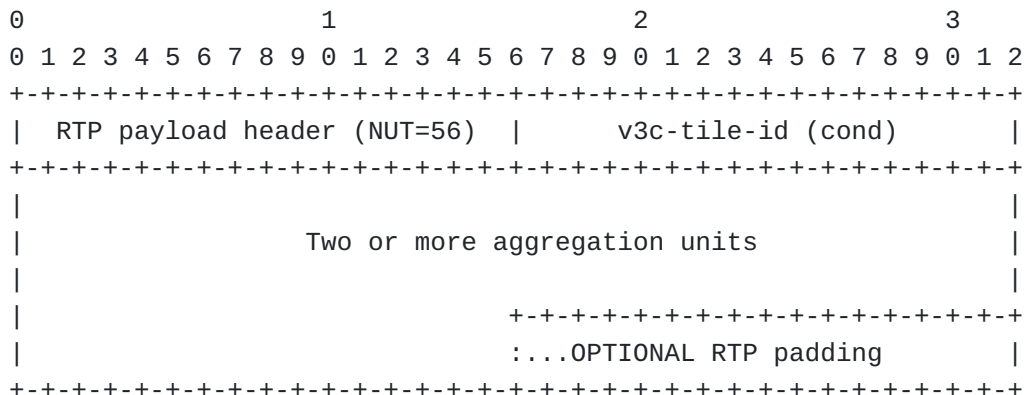 0                   1                   2                   3
0 1 2 3 4 5 6 7 8 9 0 1 2 3 4 5 6 7 8 9 0 1 2 3 4 5 6 7 8 9 0 1 2
+-+-+-+-+-+-+-+-+-+-+-+-+-+-+-+-+-+-+-+-+-+-+-+-+-+-+-+-+-+-+-+-+
|  RTP payload header (NUT=56)  |       v3c-tile-id (cond)      |
+-+-+-+-+-+-+-+-+-+-+-+-+-+-+-+-+-+-+-+-+-+-+-+-+-+-+-+-+-+-+-+-+
|                                                               |
|                  Two or more aggregation units                |
|                                                               |
|                               +-+-+-+-+-+-+-+-+-+-+-+-+-+-+-+-+
|                               :...OPTIONAL RTP padding        |
+-+-+-+-+-+-+-+-+-+-+-+-+-+-+-+-+-+-+-+-+-+-+-+-+-+-+-+-+-+-+-+-+